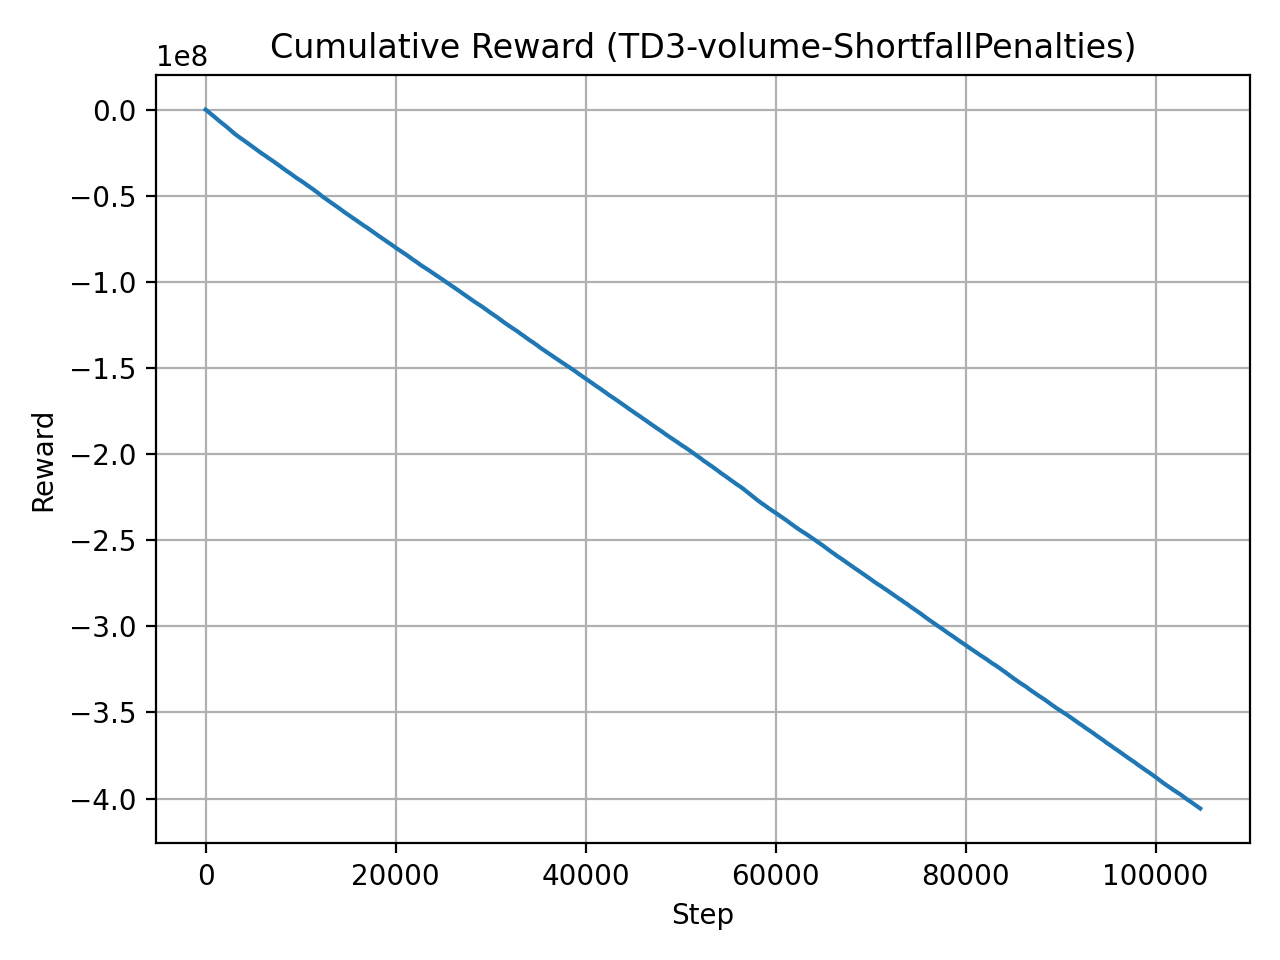 Cumulative Reward (TD3-volume-ShortfallPenalties)
1e8
0.0
−0.5
−1.0
−1.5
−2.0
−2.5
−3.0
−3.5
−4.0
Reward
0 20000 40000 60000 80000 100000
Step